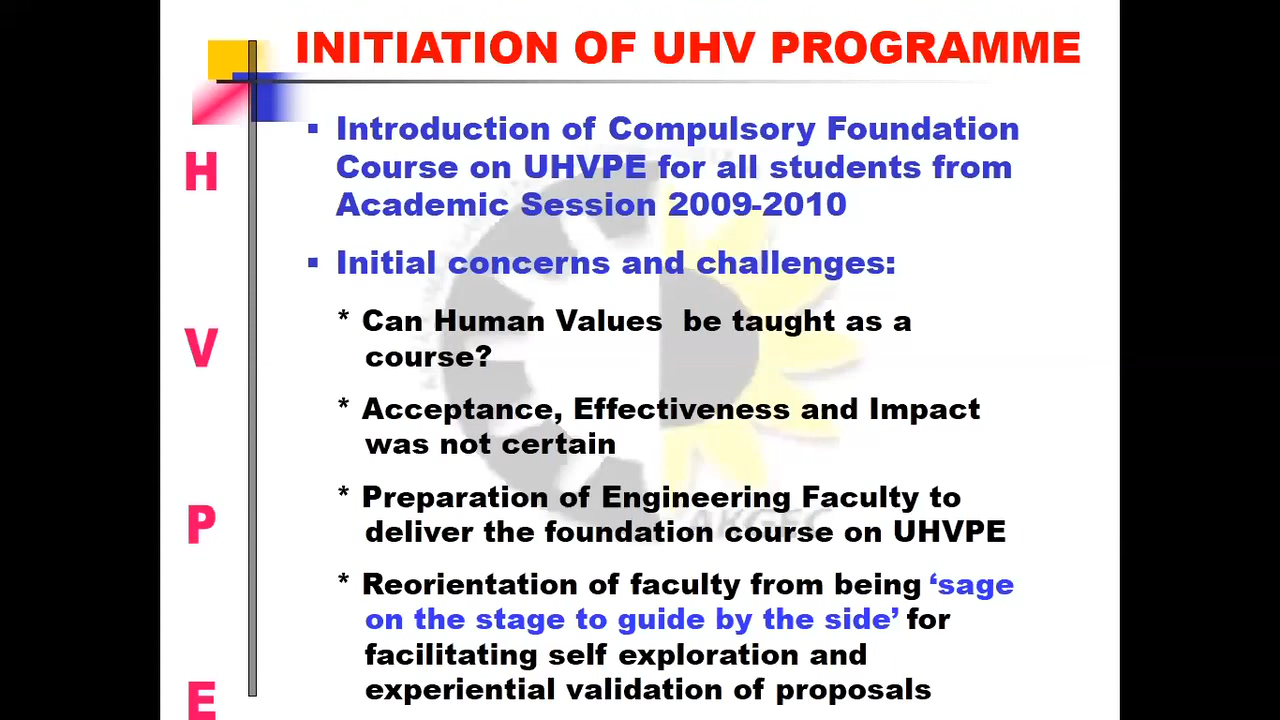 INITIATION OF UHV PROGRAMME
▪ Introduction of Compulsory Foundation
Course on UHVPE for all students from
Academic Session 2009-2010
▪ Initial concerns and challenges:
* Can Human Values be taught as a
course?
* Acceptance, Effectiveness and Impact
was not certain
* Preparation of Engineering Faculty to
deliver the foundation course on UHVPE
* Reorientation of faculty from being ‘sage
on the stage to guide by the side’ for
facilitating self exploration and
experiential validation of proposals
H
V
P
E
AKGEC